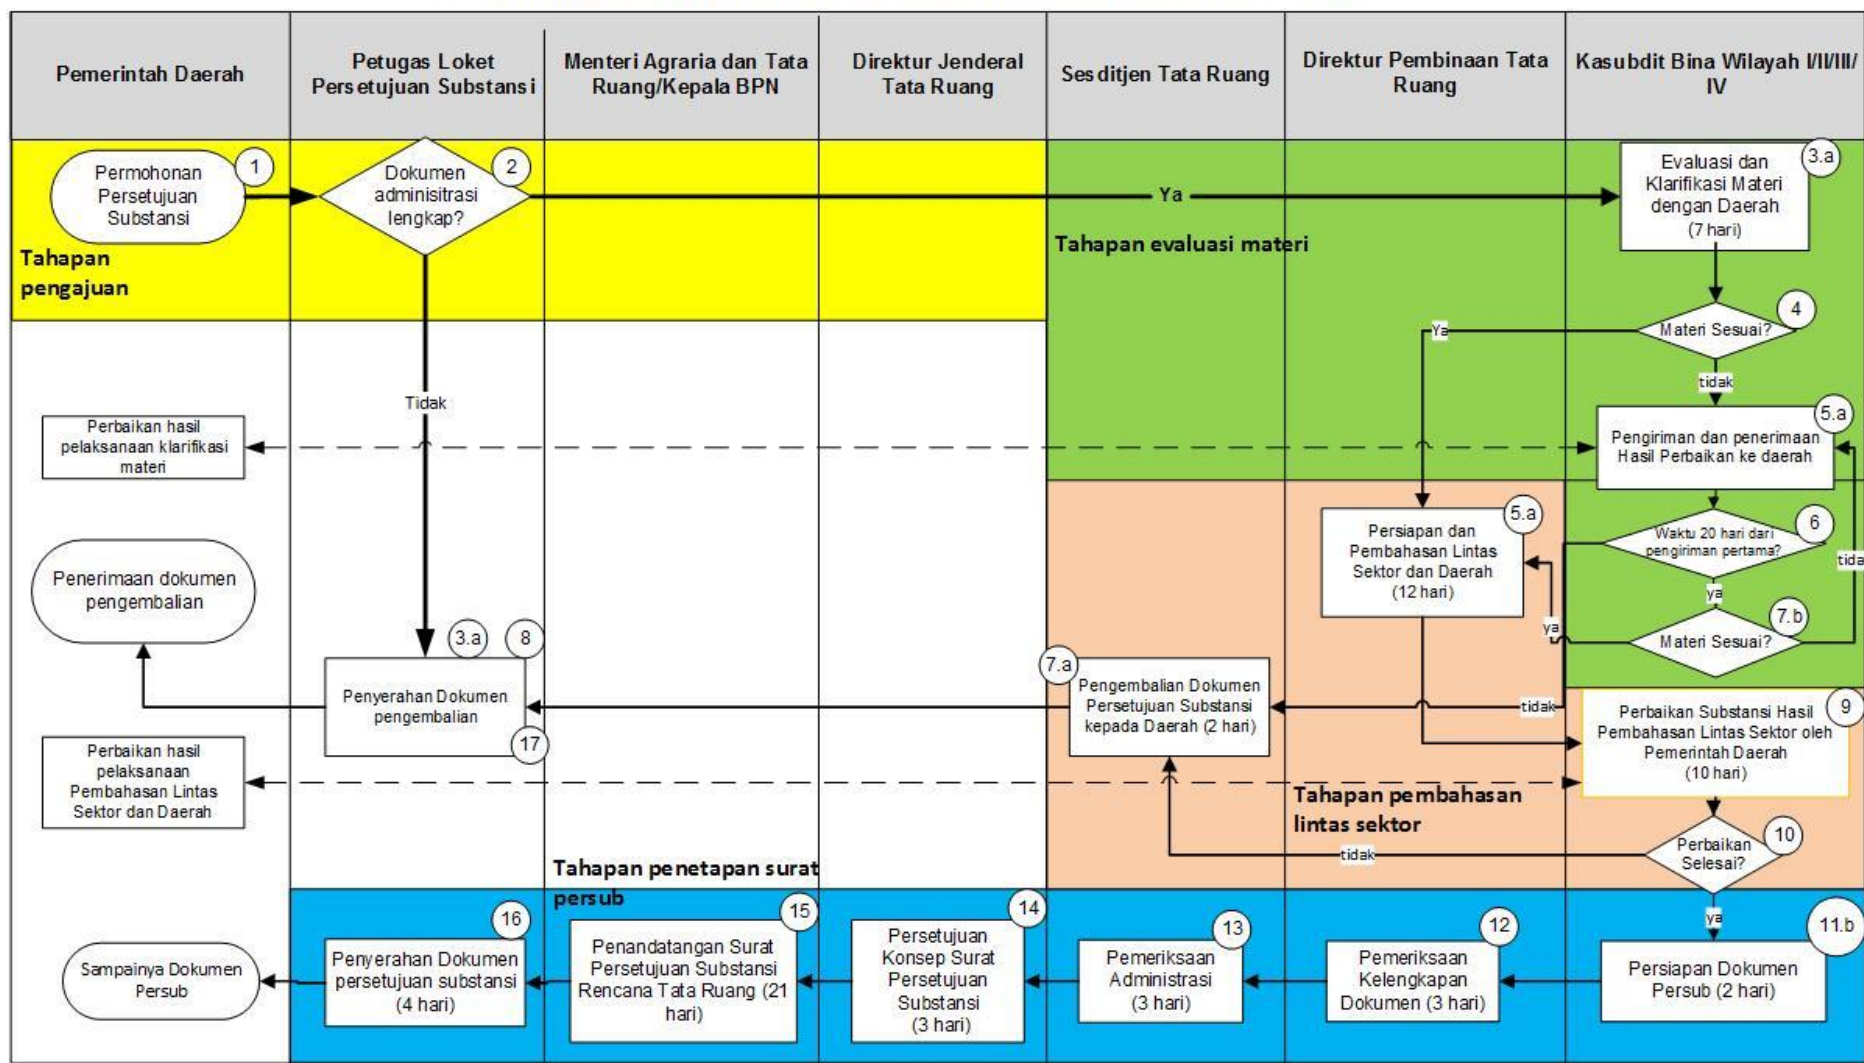 Pemerintah Daerah
Petugas Loket
Persetujuan Substansi
Menteri Agraria dan Tata
Ruang/Kepala BPN
Direktur Jenderal
Tata Ruang
Sesditjen Tata Ruang
Direktur Pembinaan Tata
Ruang
Kasubdit Bina Wilayah I/II/III/
IV
Permohonan
Persetujuan
Substansi
1
Dokumen
adminisitrasi
lengkap?
2
Ya
Evaluasi dan
Klarifikasi Materi
dengan Daerah
(7 hari)
3.a
Tahapan
pengajuan
Tahapan evaluasi materi
Materi Sesuai?
4
Ya
tidak
Tidak
Perbaikan hasil
pelaksanaan klarifikasi
materi
Pengiriman dan penerimaan
Hasil Perbaikan ke daerah
5.a
Persiapan dan
Pembahasan Lintas
Sektor dan Daerah
(12 hari)
5.a
Waktu 20 hari dari
pengiriman pertama?
6
tidak
ya
Penerimaan dokumen
pengembalian
Materi Sesuai?
7.b
ya
Penyerahan Dokumen
pengembalian
3.a
8
17
Pengembalian Dokumen
Persetujuan Substansi
kepada Daerah (2 hari)
7.a
tidak
Perbaikan Substansi Hasil
Pembahasan Lintas Sektor oleh
Pemerintah Daerah
(10 hari)
9
Perbaikan hasil
pelaksanaan
Pembahasan Lintas
Sektor dan Daerah
Tahapan pembahasan
lintas sektor
Perbaikan
Selesai?
10
tidak
ya
Tahapan penetapan surat
persub
Sampainya Dokumen
Persub
Penyerahan Dokumen
persetujuan substansi
(4 hari)
16
Penandatangan Surat
Persetujuan Substansi
Rencana Tata Ruang (21
hari)
15
Persetujuan
Konsep Surat
Persetujuan
Substansi
(3 hari)
14
Pemeriksaan
Administrasi
(3 hari)
13
Pemeriksaan
Kelengkapan
Dokumen (3 hari)
12
Persiapan Dokumen
Persub (2 hari)
11.b